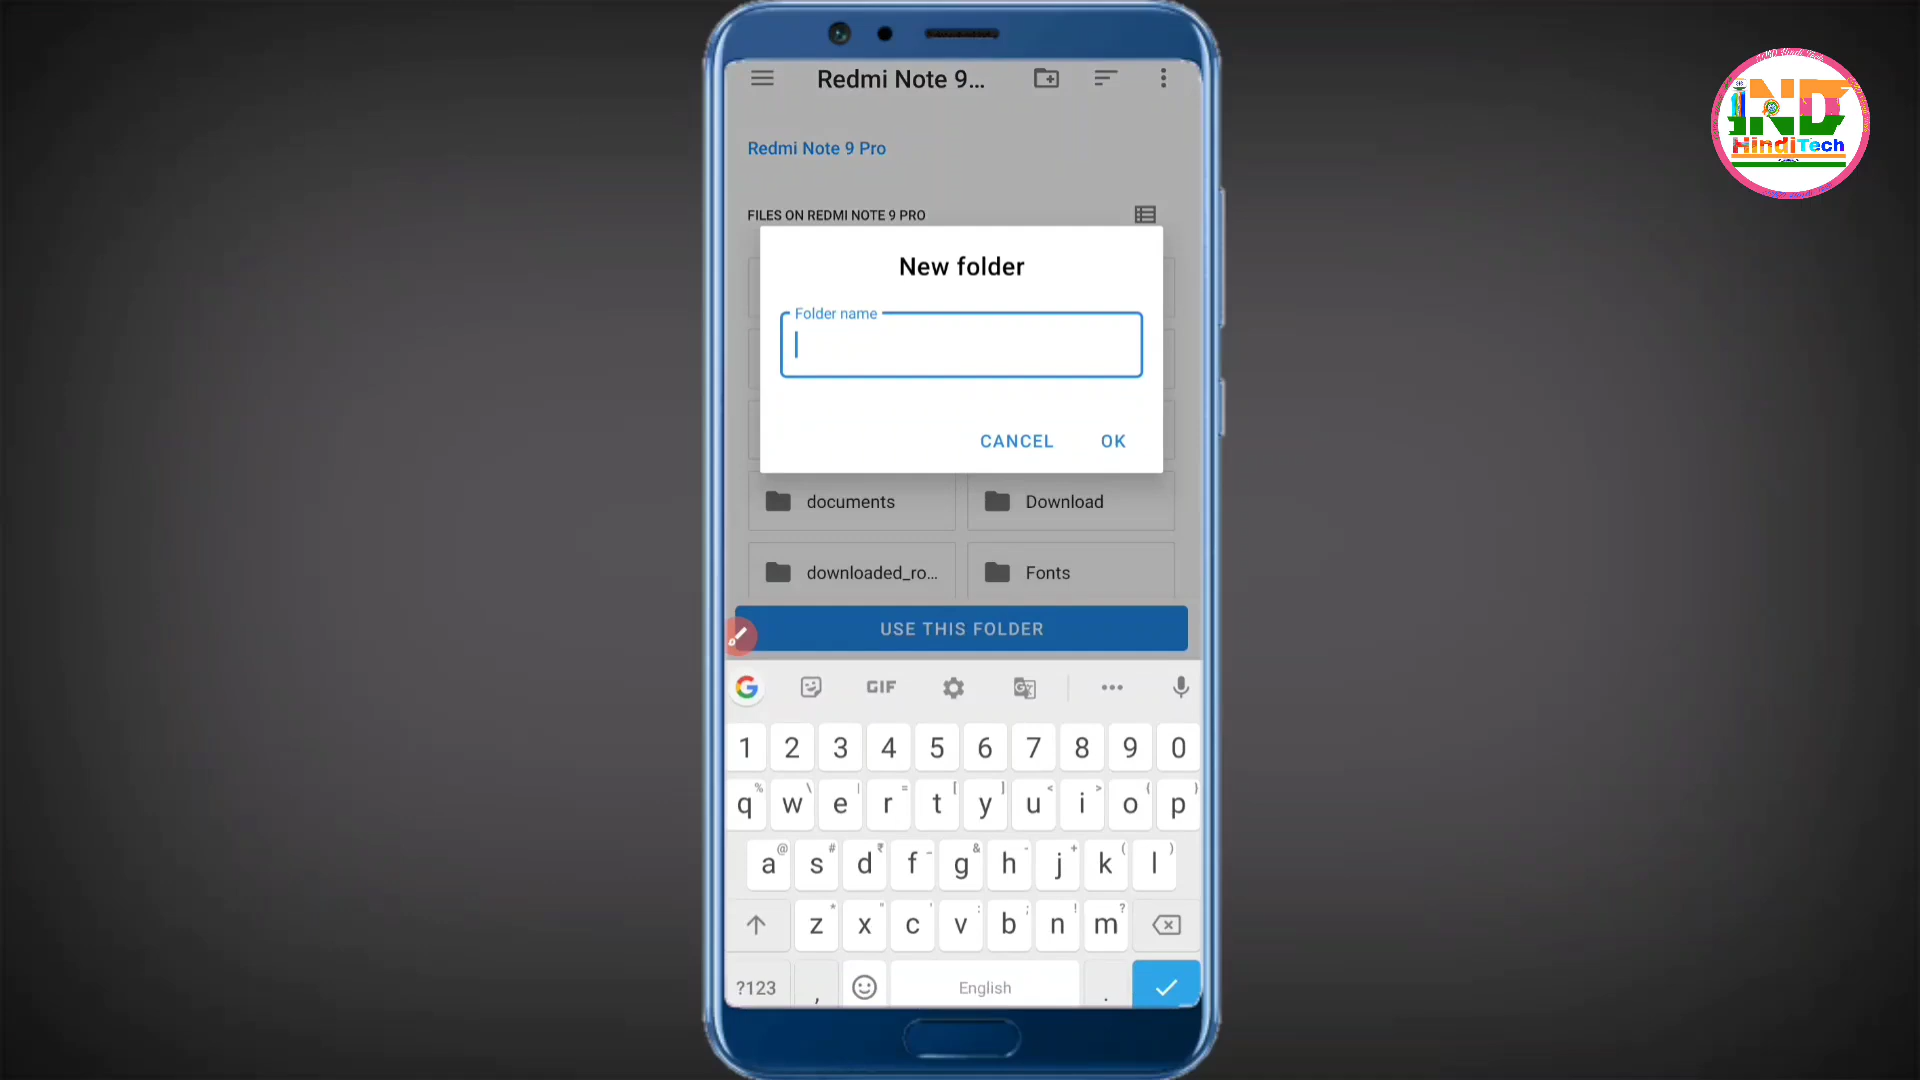 Redmi Note 9...
Redmi Note 9 Pro
FILES ON REDMI NOTE 9 PRO
New folder
Folder name
CANCEL OK
documents Download
downloaded_ro... Fonts
USE THIS FOLDER
G GIF G
1 2 3 4 5 6 7 8 9 0
q % w \ e | r = t [ y ] u < i > o { p }
a @ s # d ₹ f _ g & h - j + k ( l )
z * x " c ' v : b ; n ! m ?
?123 , English .
IND
HindiTech